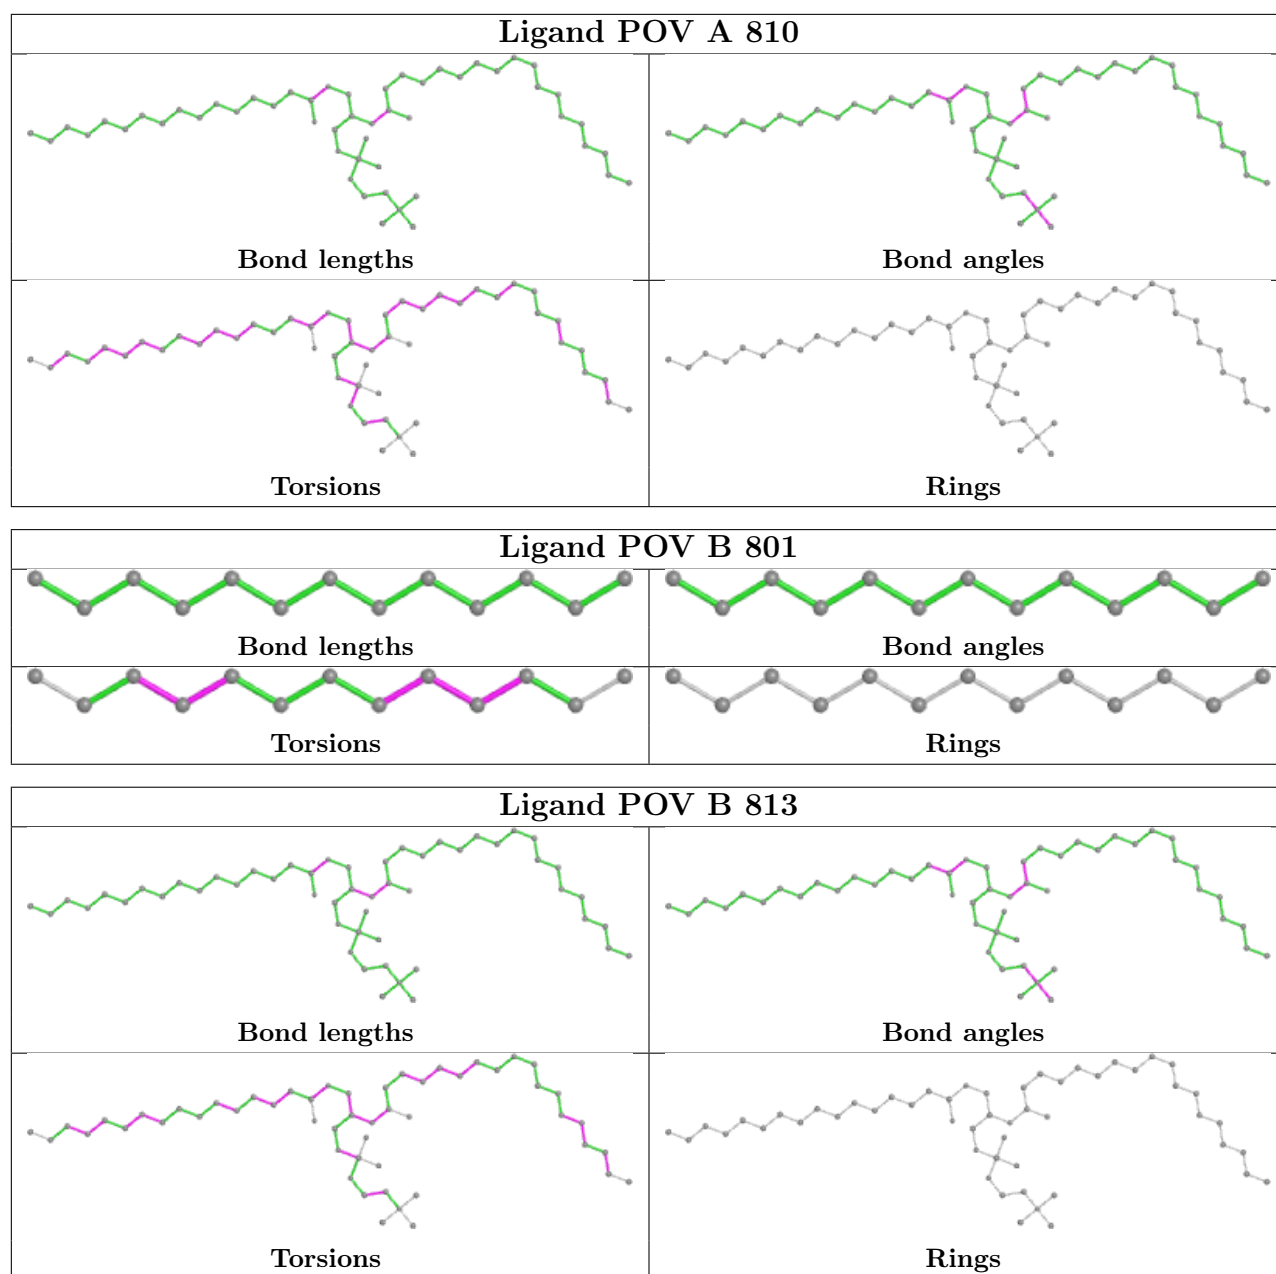 Ligand POV A 810
Bond lengths
Bond angles
Torsions
Rings
Ligand POV B 801
Bond lengths
Bond angles
Torsions
Rings
Ligand POV B 813
Bond lengths
Bond angles
Torsions
Rings